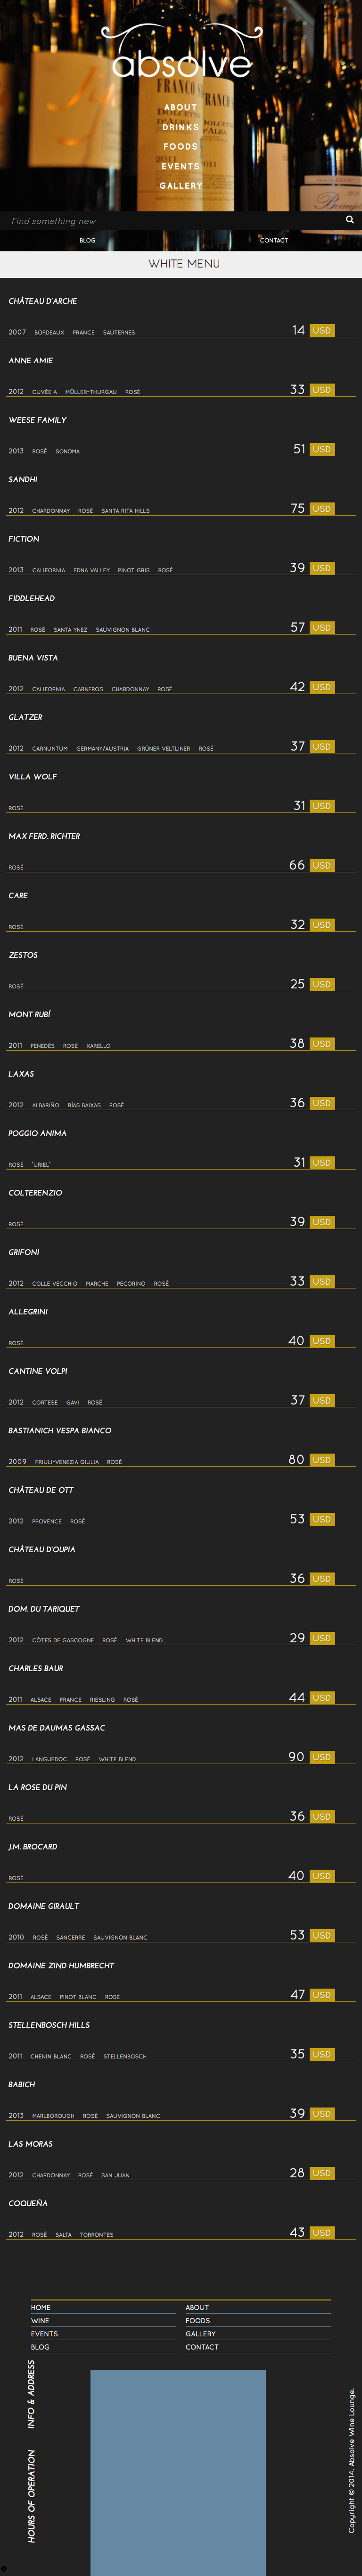 absolve
ABOUT
DRINKS
FOODS
EVENTS
GALLERY
Find something new
BLOG CONTACT
WHITE MENU
CHÂTEAU D'ARCHE
2007 BORDEAUX FRANCE SAUTERNES 14 USD
ANNE AMIE
2012 CUVÉE A MÜLLER-THURGAU ROSÉ 33 USD
WEESE FAMILY
2013 ROSÉ SONOMA 51 USD
SANDHI
2012 CHARDONNAY ROSÉ SANTA RITA HILLS 75 USD
FICTION
2013 CALIFORNIA EDNA VALLEY PINOT GRIS ROSÉ 39 USD
FIDDLEHEAD
2011 ROSÉ SANTA YNEZ SAUVIGNON BLANC 57 USD
BUENA VISTA
2012 CALIFORNIA CARNEROS CHARDONNAY ROSÉ 42 USD
GLATZER
2012 CARNUNTUM GERMANY/AUSTRIA GRÜNER VELTLINER ROSÉ 37 USD
VILLA WOLF
ROSÉ 31 USD
MAX FERD. RICHTER
ROSÉ 66 USD
CARE
ROSÉ 32 USD
ZESTOS
ROSÉ 25 USD
MONT RUBÍ
2011 PENEDÈS ROSÉ XARELLO 38 USD
LAXAS
2012 ALBARIÑO RÍAS BAIXAS ROSÉ 36 USD
POGGIO ANIMA
ROSÉ "URIEL" 31 USD
COLTERENZIO
ROSÉ 39 USD
GRIFONI
2012 COLLE VECCHIO MARCHE PECORINO ROSÉ 33 USD
ALLEGRINI
ROSÉ 40 USD
CANTINE VOLPI
2012 CORTESE GAVI ROSÉ 37 USD
BASTIANICH VESPA BIANCO
2009 FRIULI-VENEZIA GIULIA ROSÉ 80 USD
CHÂTEAU DE OTT
2012 PROVENCE ROSÉ 53 USD
CHÂTEAU D'OUPIA
ROSÉ 36 USD
DOM. DU TARIQUET
2012 CÔTES DE GASCOGNE ROSÉ WHITE BLEND 29 USD
CHARLES BAUR
2011 ALSACE FRANCE RIESLING ROSÉ 44 USD
MAS DE DAUMAS GASSAC
2012 LANGUEDOC ROSÉ WHITE BLEND 90 USD
LA ROSE DU PIN
ROSÉ 36 USD
J.M. BROCARD
ROSÉ 40 USD
DOMAINE GIRAULT
2010 ROSÉ SANCERRE SAUVIGNON BLANC 53 USD
DOMAINE ZIND HUMBRECHT
2011 ALSACE PINOT BLANC ROSÉ 47 USD
STELLENBOSCH HILLS
2011 CHENIN BLANC ROSÉ STELLENBOSCH 35 USD
BABICH
2013 MARLBOROUGH ROSÉ SAUVIGNON BLANC 39 USD
LAS MORAS
2012 CHARDONNAY ROSÉ SAN JUAN 28 USD
COQUEÑA
2012 ROSÉ SALTA TORRONTES 43 USD
HOME ABOUT
WINE FOODS
EVENTS GALLERY
BLOG CONTACT
INFO & ADDRESS
HOURS OF OPERATION
Copyright © 2014. Absolve Wine Lounge.